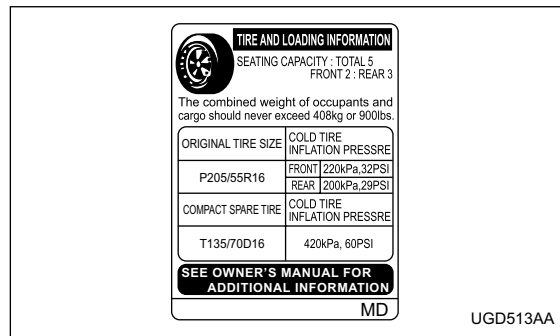 TIRE AND LOADING INFORMATION
SEATING CAPACITY : TOTAL 5
FRONT 2 : REAR 3
The combined weight of occupants and
cargo should never exceed 408kg or 900lbs.
ORIGINAL TIRE SIZE
COLD TIRE
INFLATION PRESSRE
P205/55R16
FRONT 220kPa,32PSI
REAR 200kPa,29PSI
COMPACT SPARE TIRE
COLD TIRE
INFLATION PRESSRE
T135/70D16
420kPa, 60PSI
SEE OWNER'S MANUAL FOR
ADDITIONAL INFORMATION
MD
UGD513AA